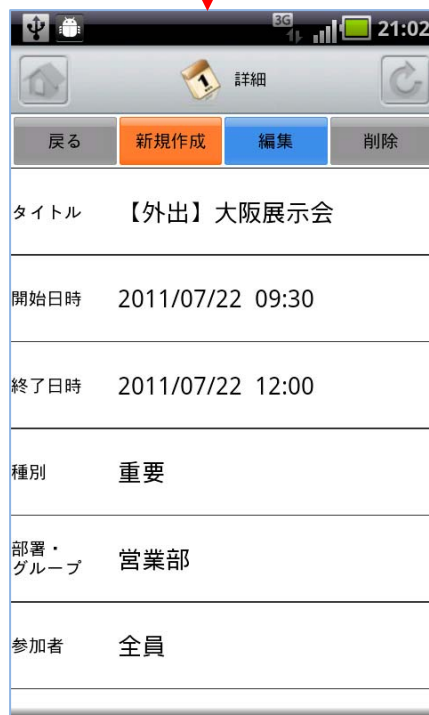 3G 21:02
1 詳細
戻る 新規作成 編集 削除
タイトル 【外出】大阪展示会
開始日時 2011/07/22 09:30
終了日時 2011/07/22 12:00
種別 重要
部署・
グループ 営業部
参加者 全員